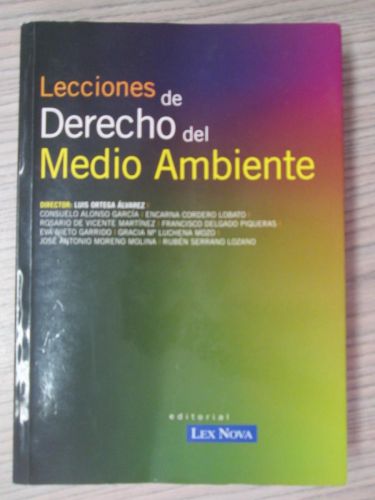 Lecciones de
Derecho del
Medio Ambiente
DIRECTOR: LUIS ORTEGA ÁLVAREZ |
CONSUELO ALONSO GARCÍA | ENCARNA CORDERO LOBATO |
ROSARIO DE VICENTE MARTÍNEZ | FRANCISCO DELGADO PIQUERAS |
EVA NIETO GARRIDO | GRACIA Mª LUCHENA MOZO |
JOSÉ ANTONIO MORENO MOLINA | RUBÉN SERRANO LOZANO
editorial
LEX NOVA